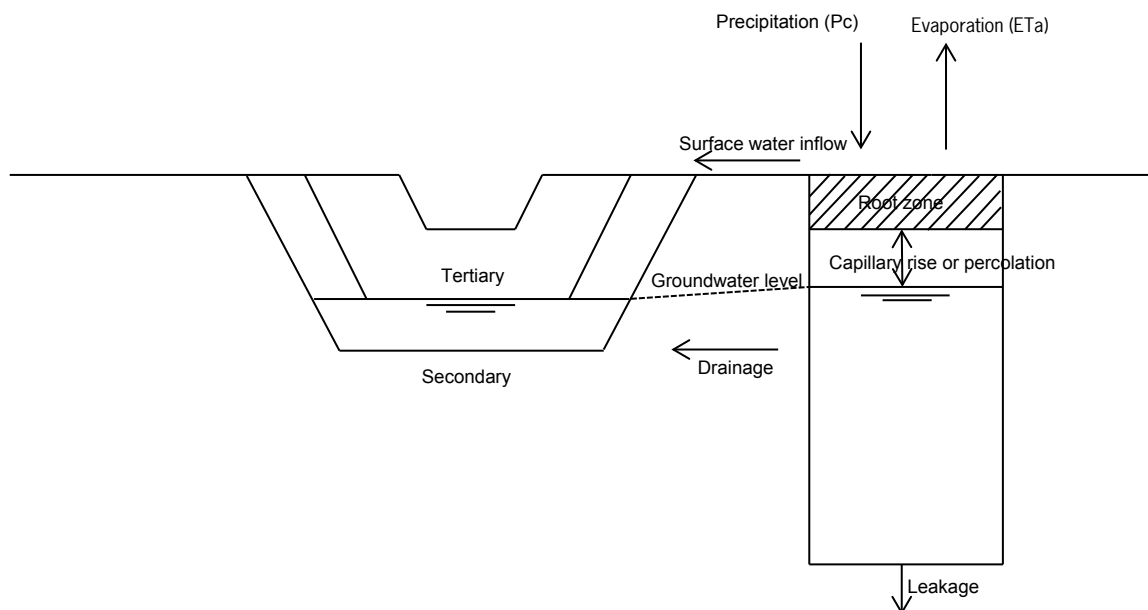 Precipitation (Pc)
Evaporation (ETa)
Surface water inflow
Root zone
Capillary rise or percolation
Tertiary
Groundwater level
Drainage
Secondary
Leakage